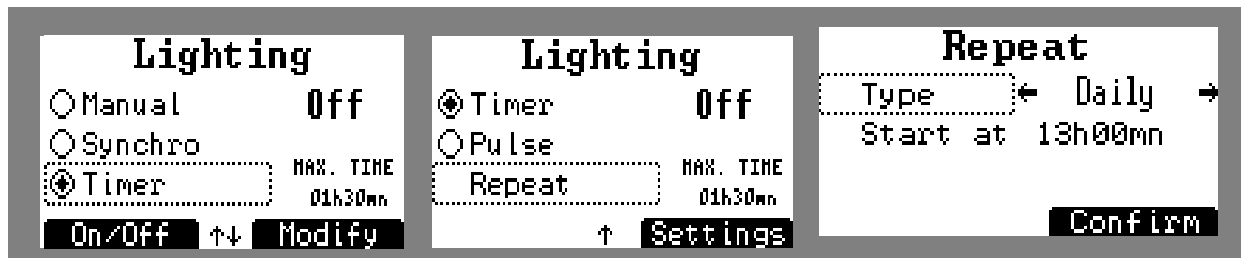 Lighting
Manual Off
Synchro
MAX. TIME
Timer
01h30mn
On/Off ↑↓ Modify
Lighting
Timer Off
Pulse
MAX. TIME
Repeat
01h30mn
↑ Settings
Repeat
Type ← Daily →
Start at 13h00mn
Confirm